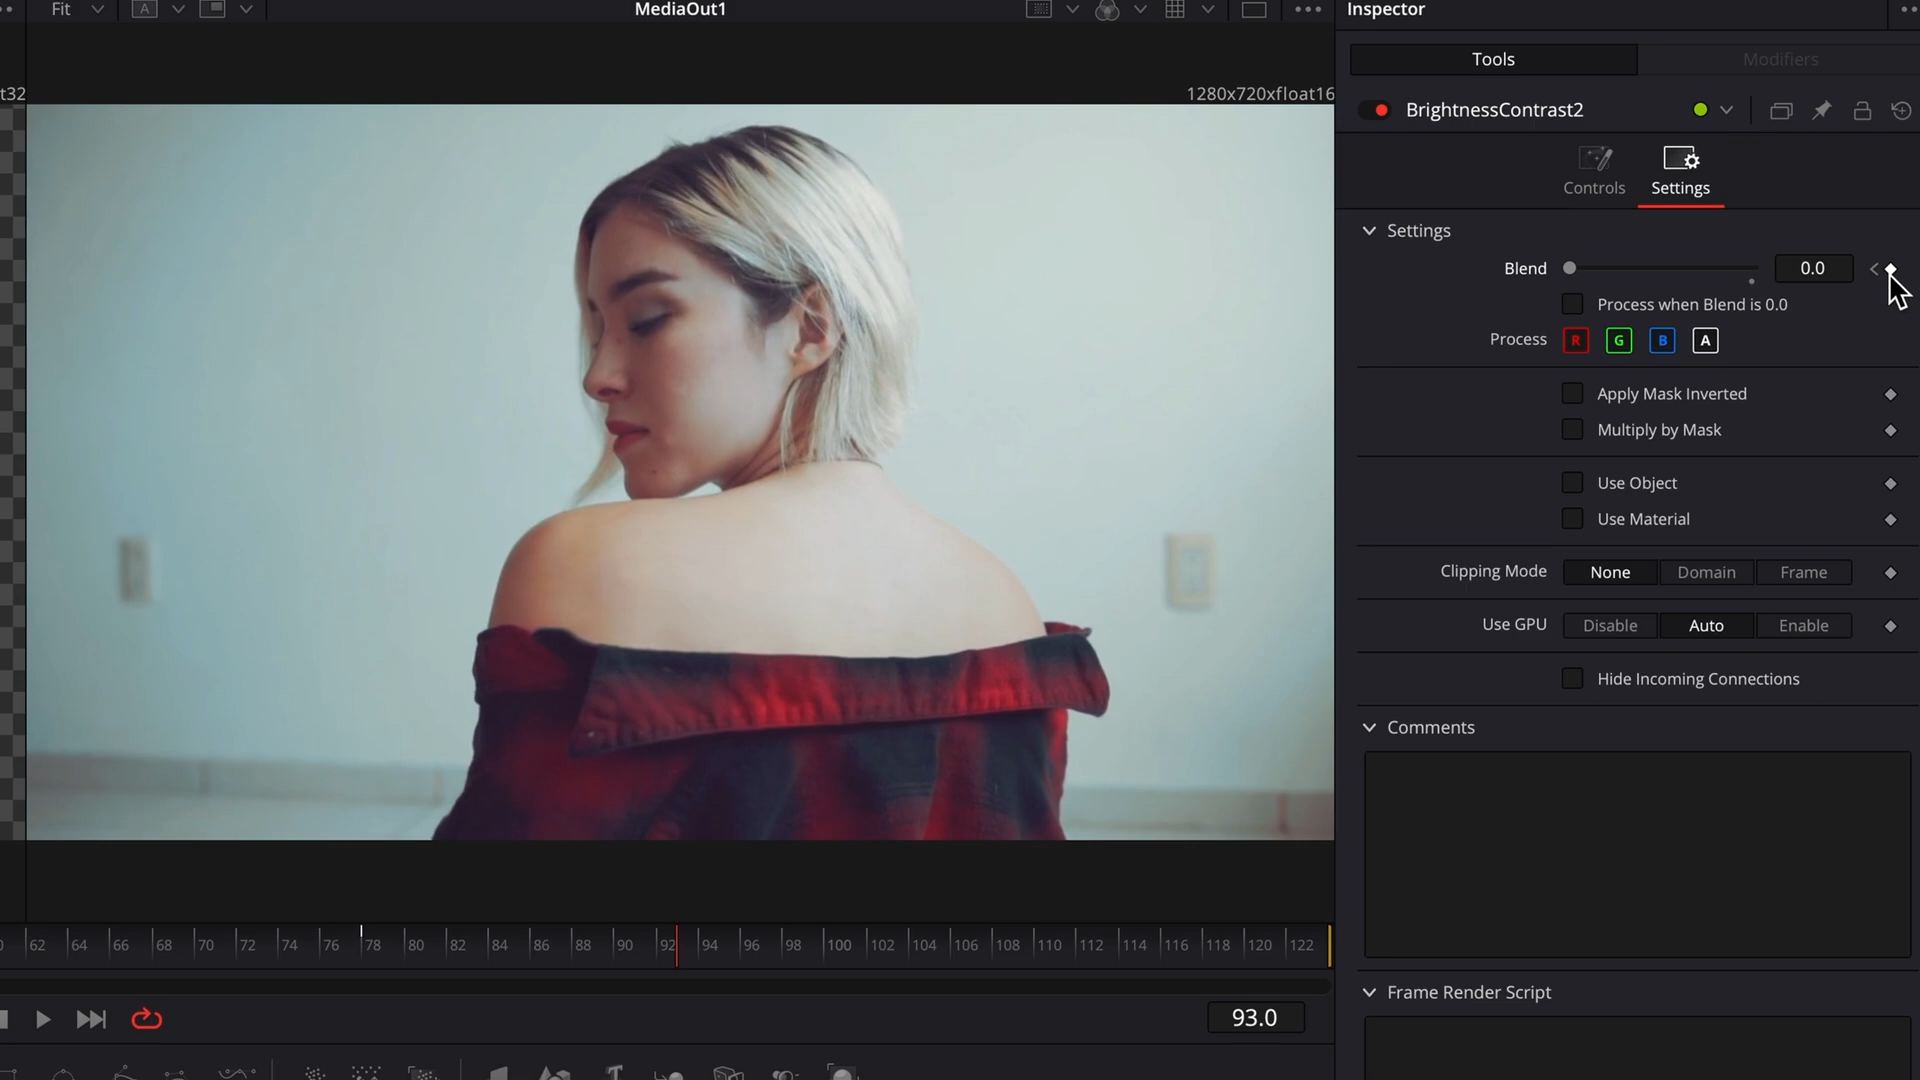 Fit
A
MediaOut1
Inspector
Tools
Modifiers
t32
1280x720xfloat16
BrightnessContrast2
Controls
Settings
Settings
Blend
0.0
Process when Blend is 0.0
Process
R
G
B
A
Apply Mask Inverted
Multiply by Mask
Use Object
Use Material
Clipping Mode
None
Domain
Frame
Use GPU
Disable
Auto
Enable
Hide Incoming Connections
Comments
0 62 64 66 68 70 72 74 76 78 80 82 84 86 88 90 92 94 96 98 100 102 104 106 108 110 112 114 116 118 120 122
Frame Render Script
93.0
T